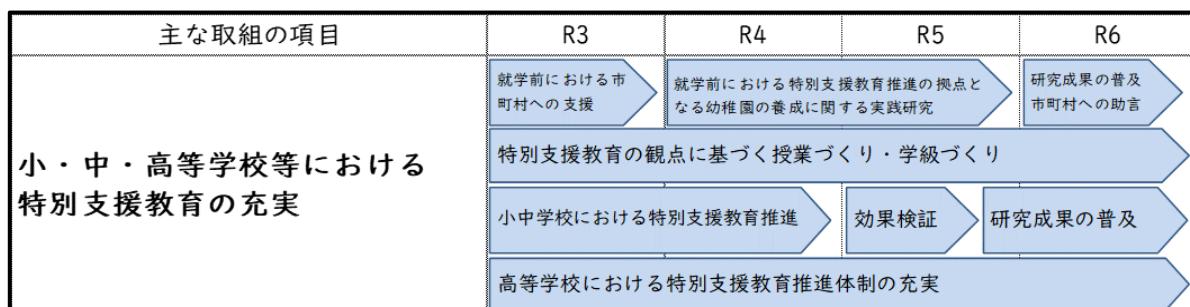 主な取組の項目 R3 R4 R5 R6
小・中・高等学校等における
特別支援教育の充実
就学前における市
町村への支援
就学前における特別支援教育推進の拠点と
なる幼稚園の養成に関する実践研究
研究成果の普及
市町村への助言
特別支援教育の観点に基づく授業づくり・学級づくり
小中学校における特別支援教育推進
効果検証
研究成果の普及
高等学校における特別支援教育推進体制の充実